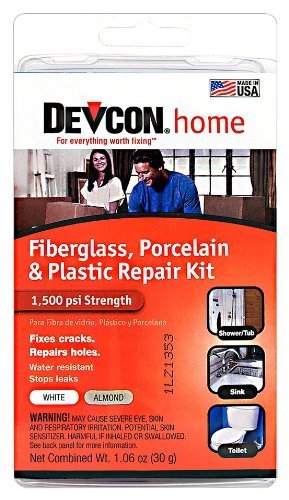 MADE IN
USA
DEVCON® home
For everything worth fixing™
Fiberglass, Porcelain
& Plastic Repair Kit
1,500 psi Strength
Para Fibra de vidrio, Plástico y Porcelana
Fixes cracks.
Repairs holes.
Water resistant
Stops leaks
WHITE
ALMOND
1LZ1353
Shower/Tub
Sink
Toilet
WARNING! MAY CAUSE SEVERE EYE, SKIN
AND RESPIRATORY IRRITATION. POTENTIAL SKIN
SENSITIZER. HARMFUL IF INHALED OR SWALLOWED.
See back panel for more information.
Net Combined Wt. 1.06 oz (30 g)